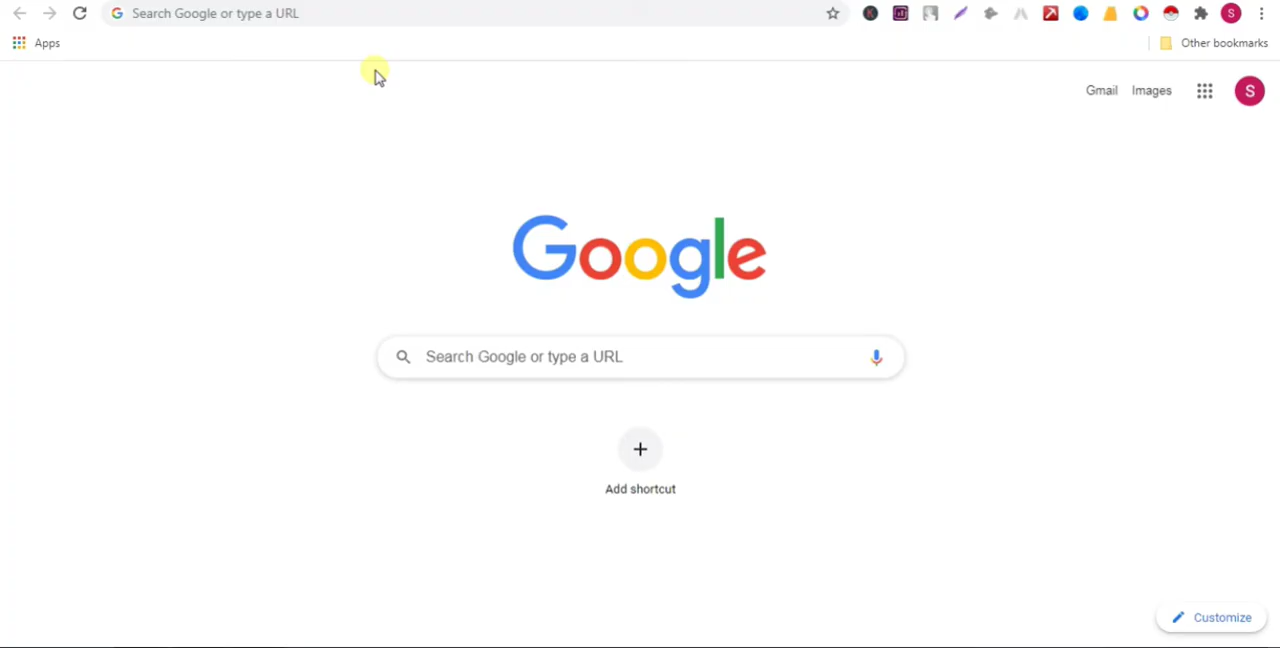 Search Google or type a URL
S
Apps
Other bookmarks
Gmail
Images
S
Google
Search Google or type a URL
Add shortcut
Customize